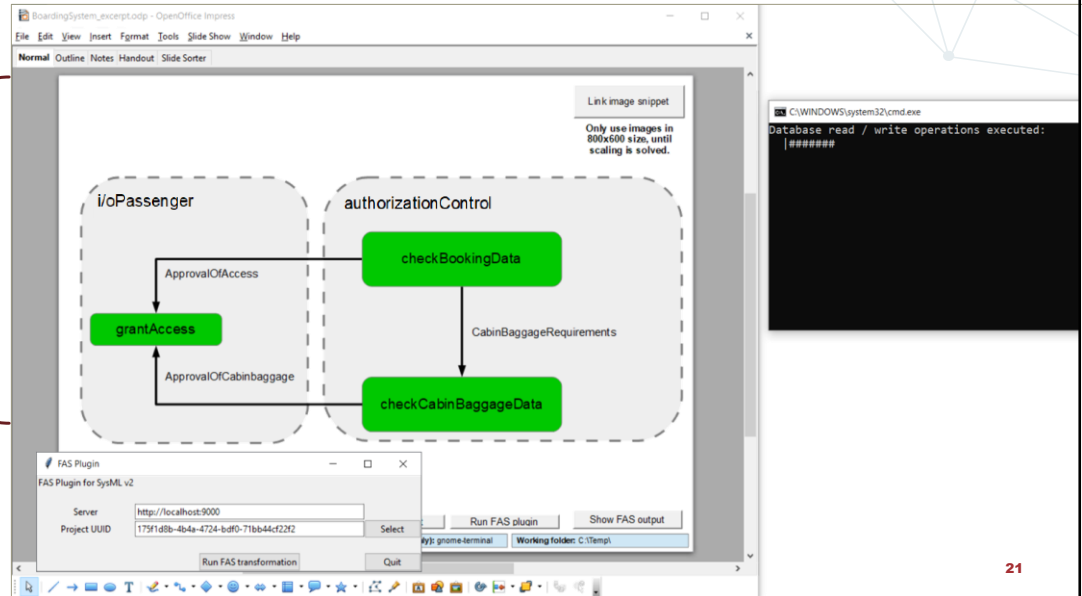 BoardingSystem_excerpt.odp - OpenOffice Impress
File Edit View Insert Format Tools Slide Show Window Help
Normal Outline Notes Handout Slide Sorter
Link image snippet
Only use images in
800x600 size, until
scaling is solved.
i/oPassenger
authorizationControl
checkBookingData
ApprovalOfAccess
grantAccess
CabinBaggageRequirements
ApprovalOfCabinbaggage
checkCabinBaggageData
C:\WINDOWS\system32\cmd.exe
Database read / write operations executed:
|#######
FAS Plugin
FAS Plugin for SysML v2
Server http://localhost:9000
Project UUID 175f1d8b-4b4a-4724-bdf0-71bb44cf22f2 Select
Run FAS transformation Quit
Run FAS plugin Show FAS output
gnome-terminal Working folder: C:\Temp\
21